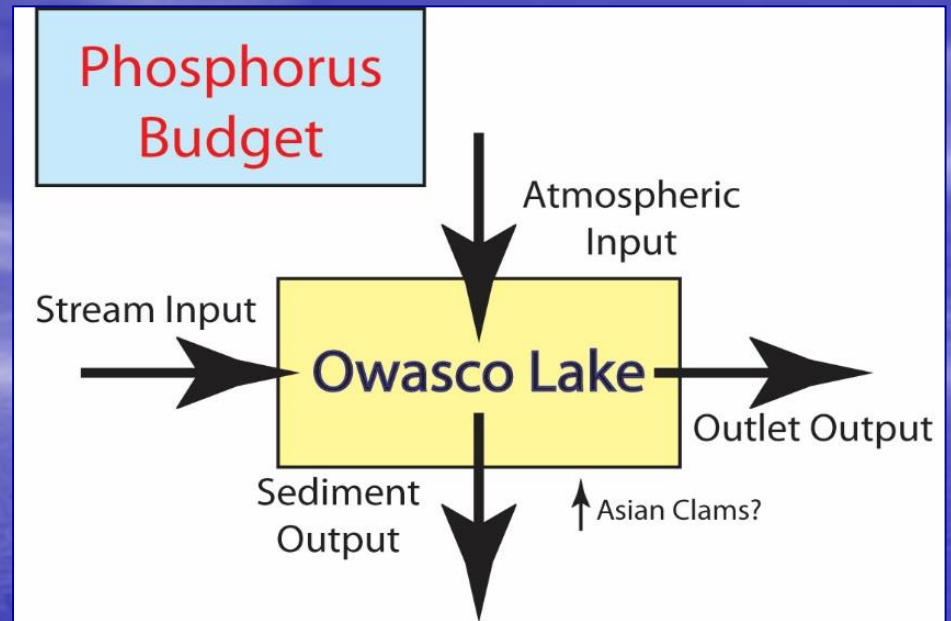 Phosphorus
Budget
Atmospheric
Input
Stream Input
Owasco Lake
Outlet Output
Sediment
Output
Asian Clams?